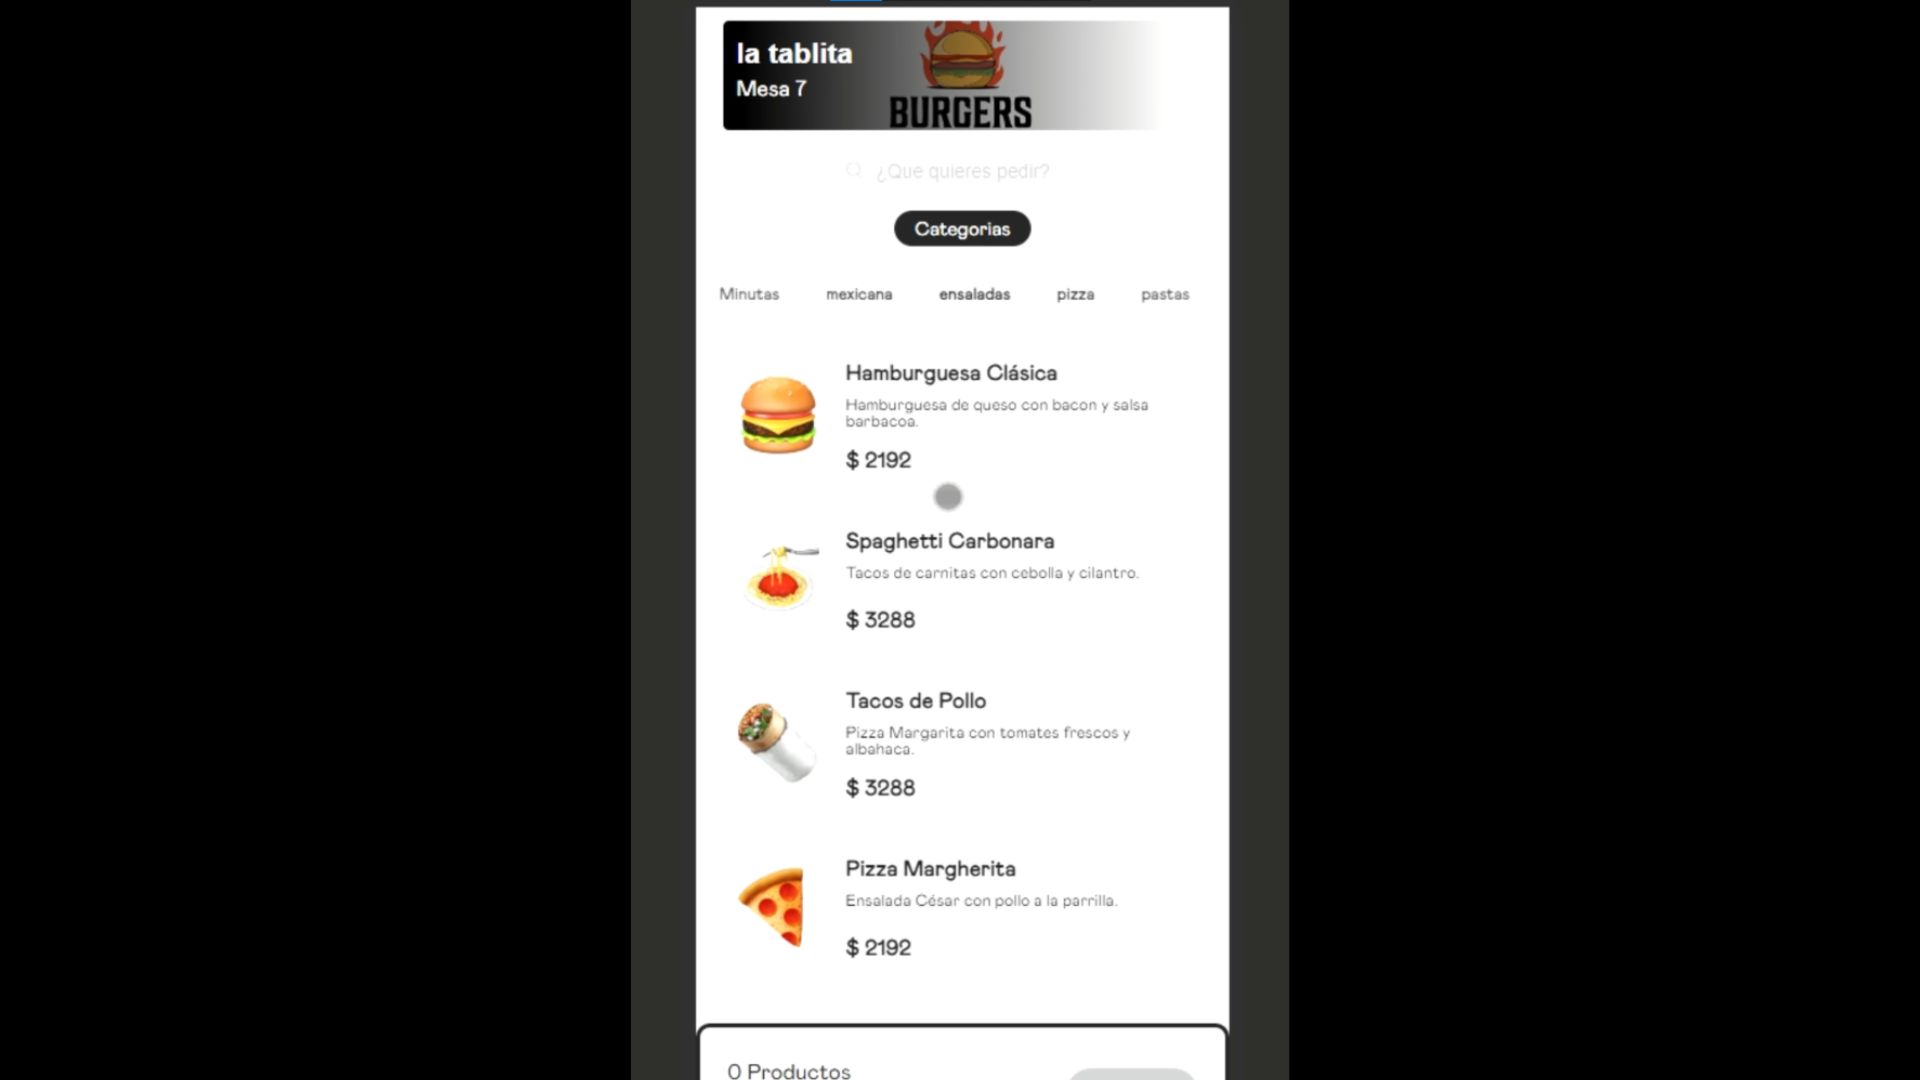 la tablita
Mesa 7
BURGERS
¿Que quieres pedir?
Categorias
Minutas mexicana ensaladas pizza pastas
Hamburguesa Clásica
Hamburguesa de queso con bacon y salsa
barbacoa.
$ 2192
Spaghetti Carbonara
Tacos de carnitas con cebolla y cilantro.
$ 3288
Tacos de Pollo
Pizza Margarita con tomates frescos y
albahaca.
$ 3288
Pizza Margherita
Ensalada César con pollo a la parrilla.
$ 2192
0 Productos